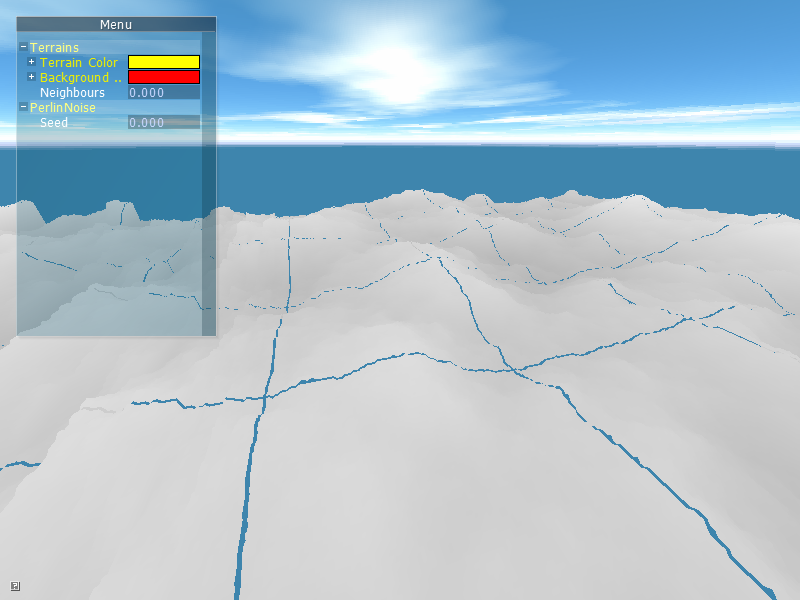 Menu
Terrains
Terrain Color
Background ..
Neighbours 0.000
PerlinNoise
Seed 0.000